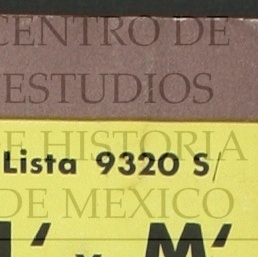 CENTRO DE
ESTUDIOS
DE HISTORIA
Lista 9320 S/
DE MEXICO
M'